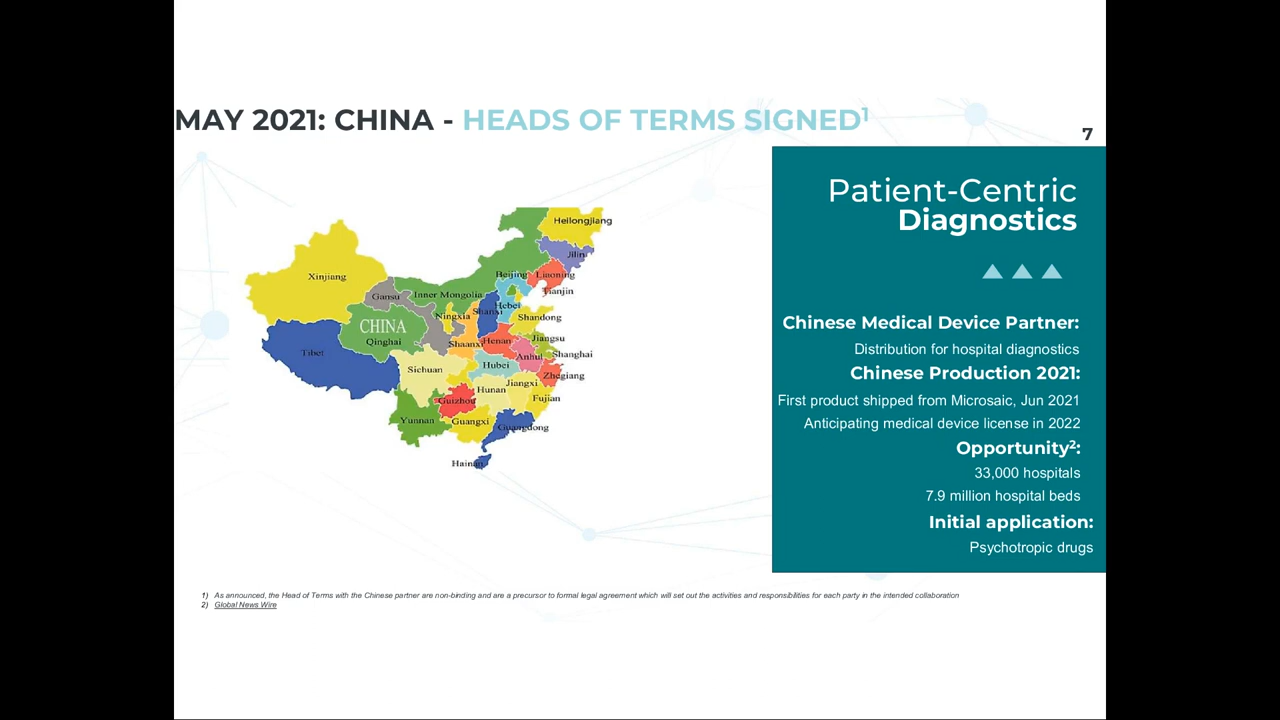 MAY 2021: CHINA - HEADS OF TERMS SIGNED¹
7
Patient-Centric
Diagnostics
Chinese Medical Device Partner:
Distribution for hospital diagnostics
Chinese Production 2021:
First product shipped from Microsaic, Jun 2021
Anticipating medical device license in 2022
Opportunity²:
33,000 hospitals
7.9 million hospital beds
Initial application:
Psychotropic drugs
Heilongjiang
Jilin
Xinjiang
Beijing
Liaoning
Gansu
Inner Mongolia
Tianjin
Hebei
Shanxi
Ningxia
Shandong
CHINA
Qinghai
Shaanxi
Henan
Jiangsu
Tibet
Anhui
Shanghai
Sichuan
Hubei
Zhegiang
Hunan
Jiangxi
Guizhou
Fujian
Yunnan
Guangxi
Guangdong
Hainan
1) As announced, the Head of Terms with the Chinese partner are non-binding and are a precursor to formal legal agreement which will set out the activities and responsibilities for each party in the intended collaboration
2) Global News Wire